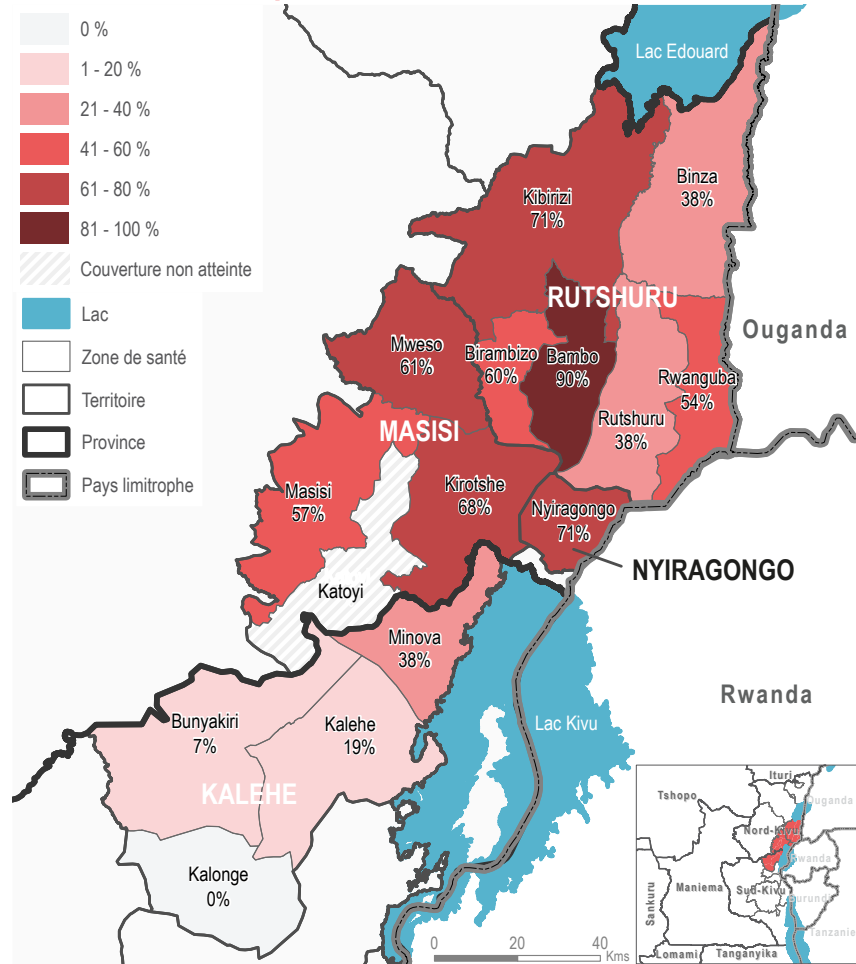 0 %
1 - 20 %
21 - 40 %
41 - 60 %
61 - 80 %
81 - 100 %
Couverture non atteinte
Lac
Zone de santé
Territoire
Province
Pays limitrophe
Lac Edouard
Binza
38%
Kibirizi
71%
RUTSHURU
Ouganda
Mweso
61%
Birambizo
60%
Bambo
90%
Rwanguba
54%
Rutshuru
38%
MASISI
Masisi
57%
Kirotshe
68%
Nyiragongo
71%
NYIRAGONGO
Katoyi
Minova
38%
Rwanda
Bunyakiri
7%
Kalehe
19%
Lac Kivu
KALEHE
Kalonge
0%
0 20 40
Kms
Ituri
Tshopo
Ouganda
Nord-Kivu
Rwanda
Maniema
Sud-Kivu
Burundi
Sankuru
Tanzanie
Lomami
Tanganyika